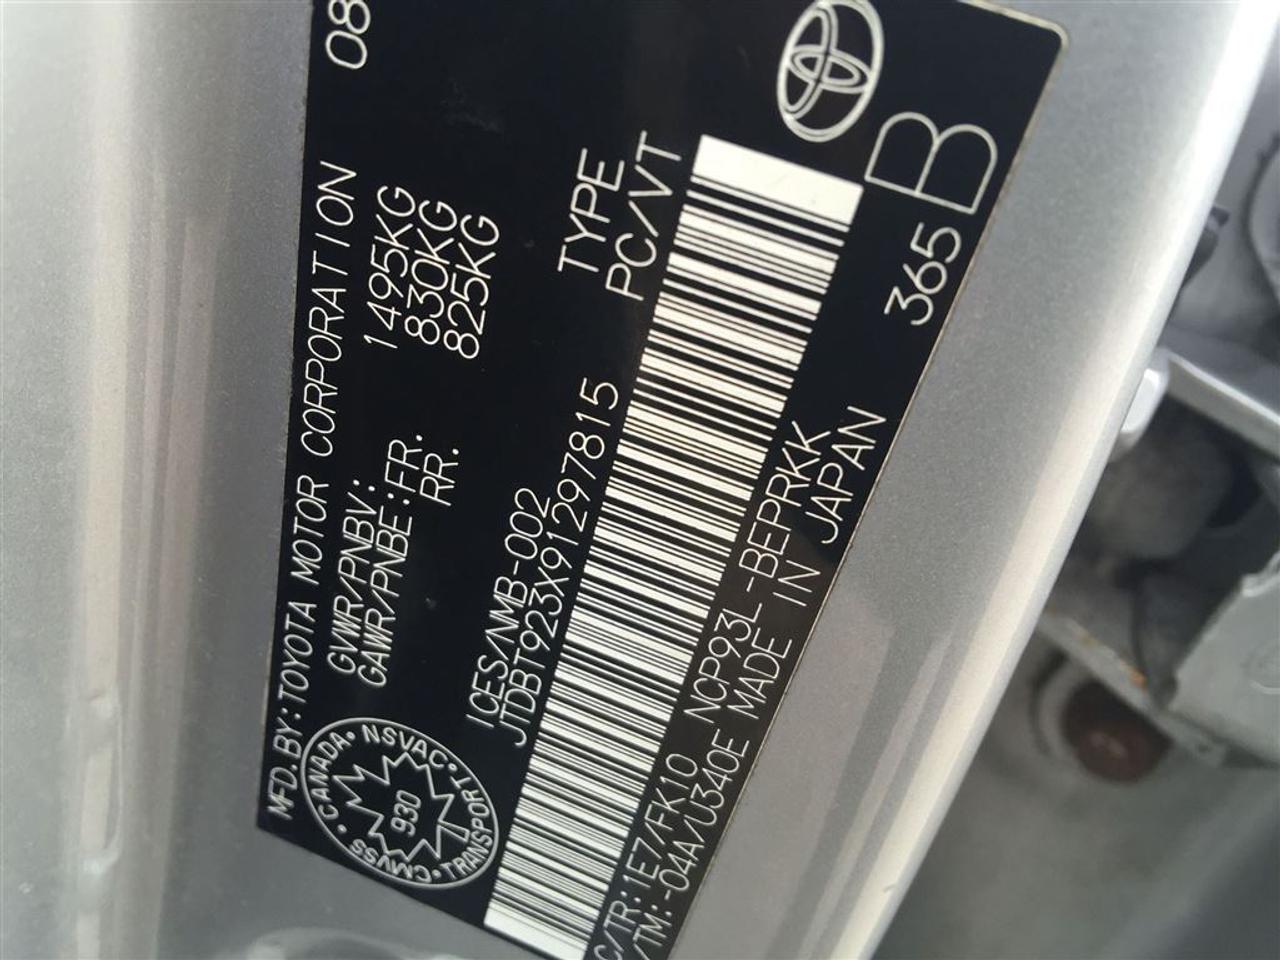 MFD.BY:TOYOTA MOTOR CORPORATION 08
GVWR/PNBV: 1495KG
GAWR/PNBE:FR. 830KG
RR. 825KG
ICES/NMB-002 TYPE
JTDBT923X91297815 PC/VT
C/TR:1E7/FK10 NCP93L-BEPRKK 365
/TM:-04A/U340E MADE IN JAPAN B
CANADA • NSVAC • TRANSPORT • CMVSS •
930